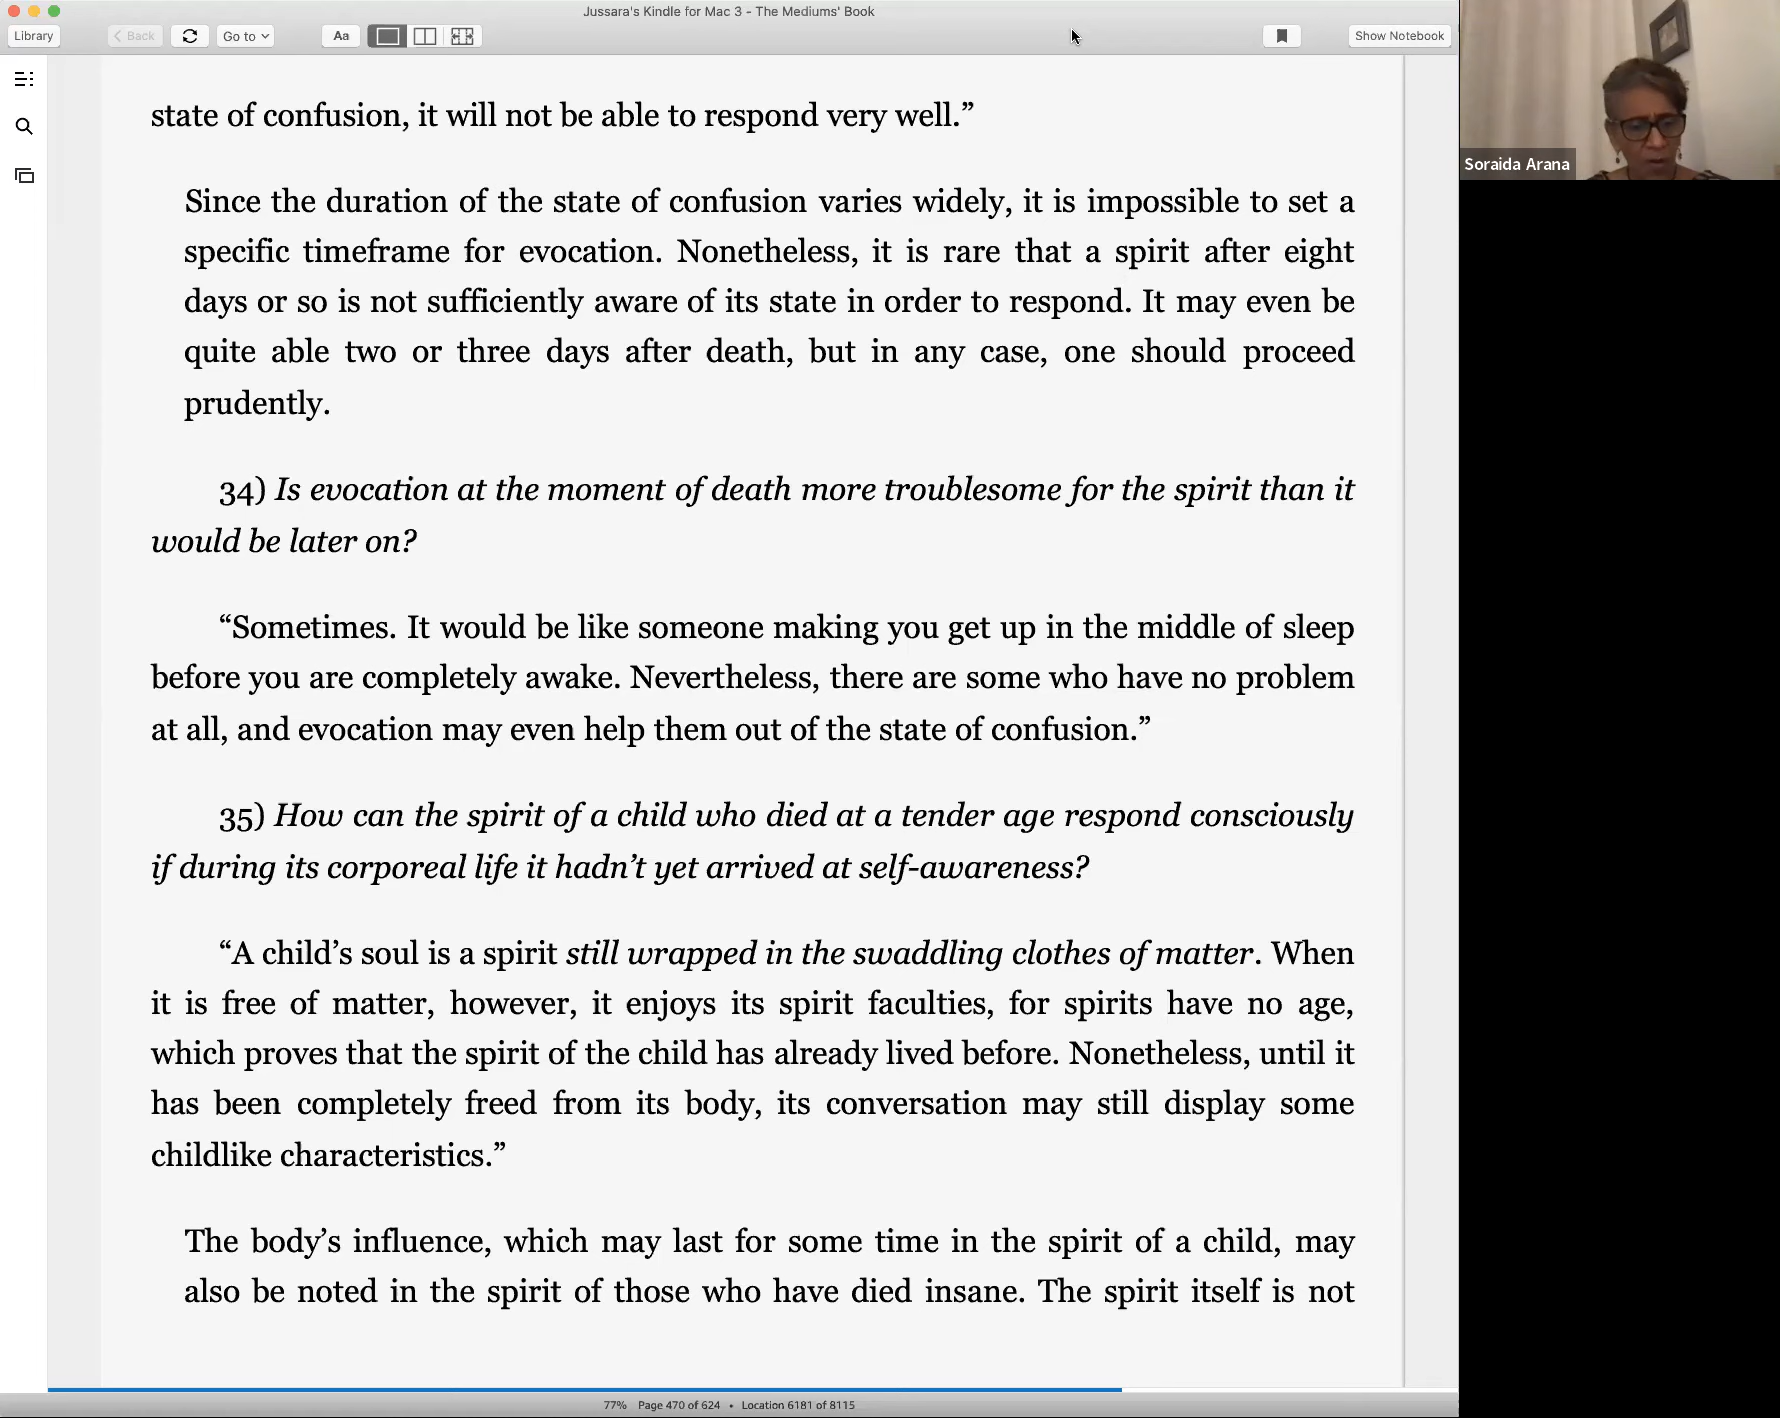 Jussara's Kindle for Mac 3 - The Mediums' Book
Library
Back
Go to
Aa
Show Notebook
state of confusion, it will not be able to respond very well.”
Since the duration of the state of confusion varies widely, it is impossible to set a
specific timeframe for evocation. Nonetheless, it is rare that a spirit after eight
days or so is not sufficiently aware of its state in order to respond. It may even be
quite able two or three days after death, but in any case, one should proceed
prudently.
34) Is evocation at the moment of death more troublesome for the spirit than it
would be later on?
“Sometimes. It would be like someone making you get up in the middle of sleep
before you are completely awake. Nevertheless, there are some who have no problem
at all, and evocation may even help them out of the state of confusion.”
35) How can the spirit of a child who died at a tender age respond consciously
if during its corporeal life it hadn’t yet arrived at self-awareness?
“A child’s soul is a spirit still wrapped in the swaddling clothes of matter. When
it is free of matter, however, it enjoys its spirit faculties, for spirits have no age,
which proves that the spirit of the child has already lived before. Nonetheless, until it
has been completely freed from its body, its conversation may still display some
childlike characteristics.”
The body’s influence, which may last for some time in the spirit of a child, may
also be noted in the spirit of those who have died insane. The spirit itself is not
77% Page 470 of 624 • Location 6181 of 8115
Soraida Arana